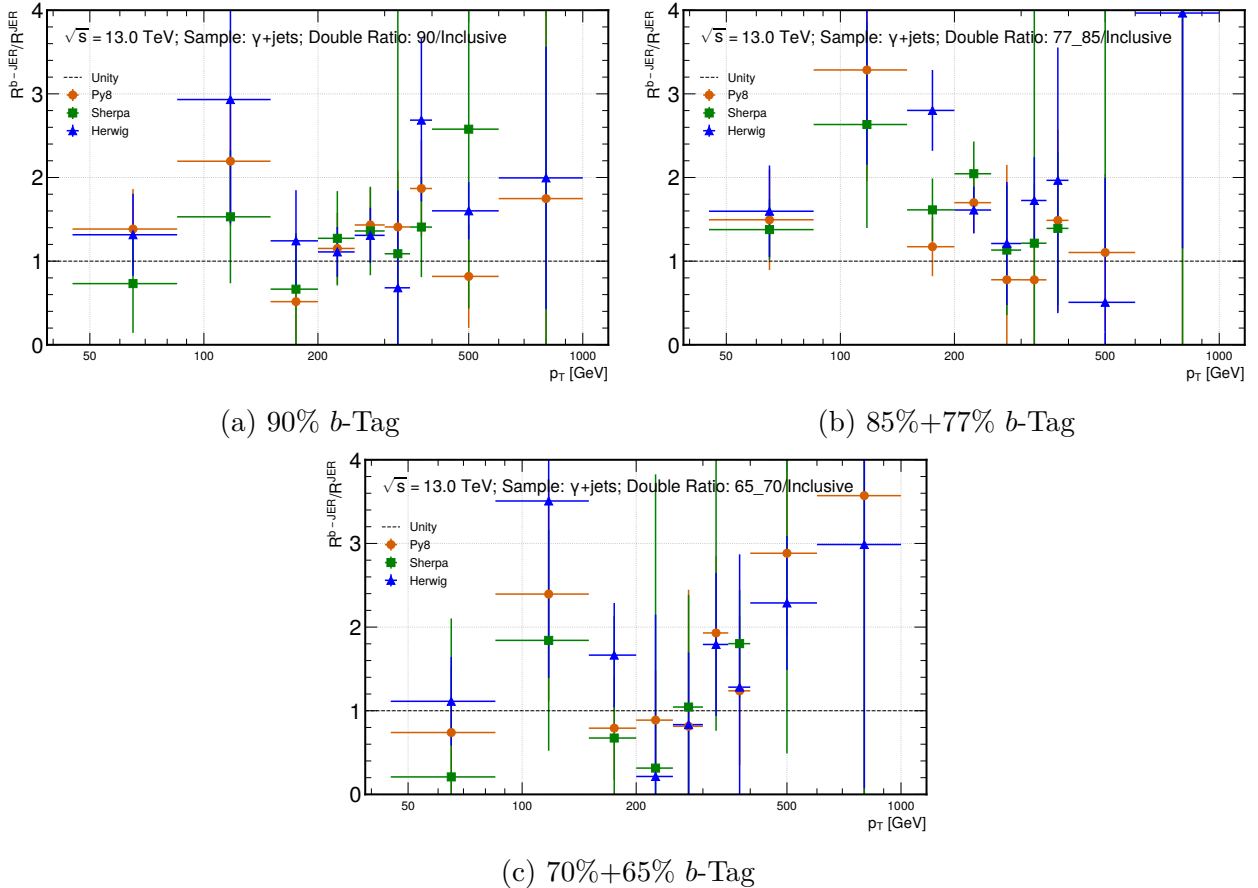 R^b−JER/R^JER
4
3
2
1
0
√s = 13.0 TeV; Sample: γ+jets; Double Ratio: 90/Inclusive
Unity
Py8
Sherpa
Herwig
50 100 200 500 1000
p_T [GeV]
(a) 90% b-Tag
R^b−JER/R^JER
4
3
2
1
0
√s = 13.0 TeV; Sample: γ+jets; Double Ratio: 77_85/Inclusive
Unity
Py8
Sherpa
Herwig
50 100 200 500 1000
p_T [GeV]
(b) 85%+77% b-Tag
R^b−JER/R^JER
4
3
2
1
0
√s = 13.0 TeV; Sample: γ+jets; Double Ratio: 65_70/Inclusive
Unity
Py8
Sherpa
Herwig
50 100 200 500 1000
p_T [GeV]
(c) 70%+65% b-Tag